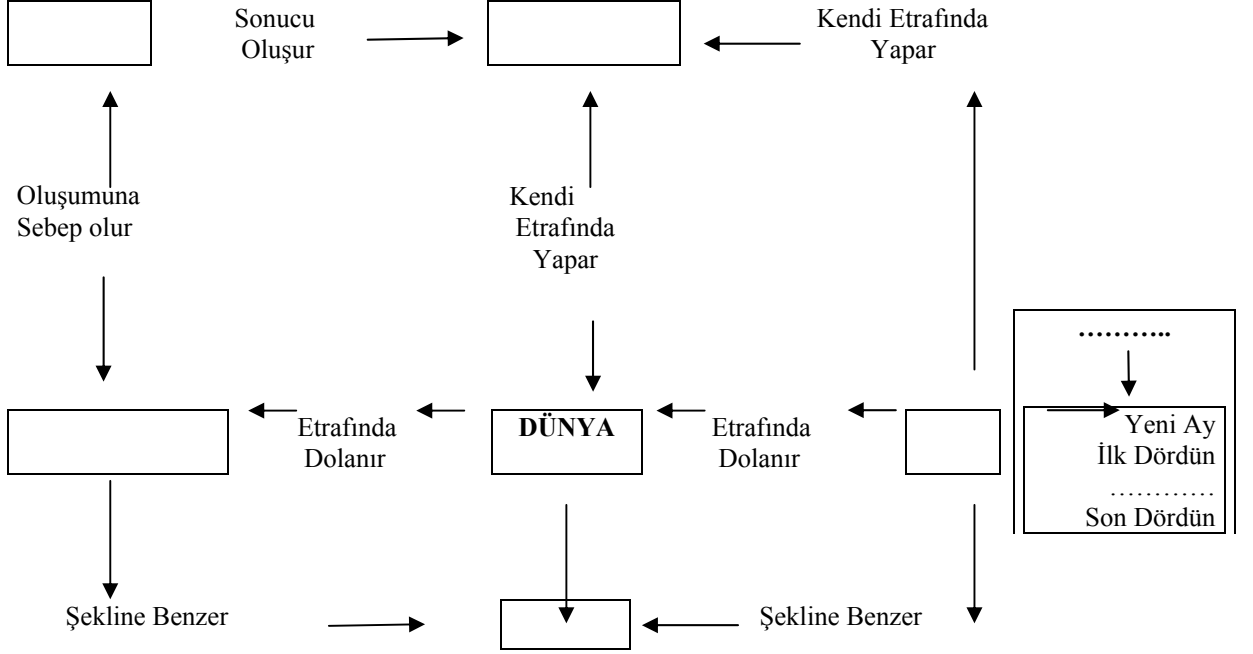 Sonucu
Oluşur
Kendi Etrafında
Yapar
Oluşumuna
Sebep olur
Kendi
Etrafında
Yapar
………..
Etrafında
Dolanır
DÜNYA
Etrafında
Dolanır
Yeni Ay
İlk Dördün
…………
Son Dördün
Şekline Benzer
Şekline Benzer